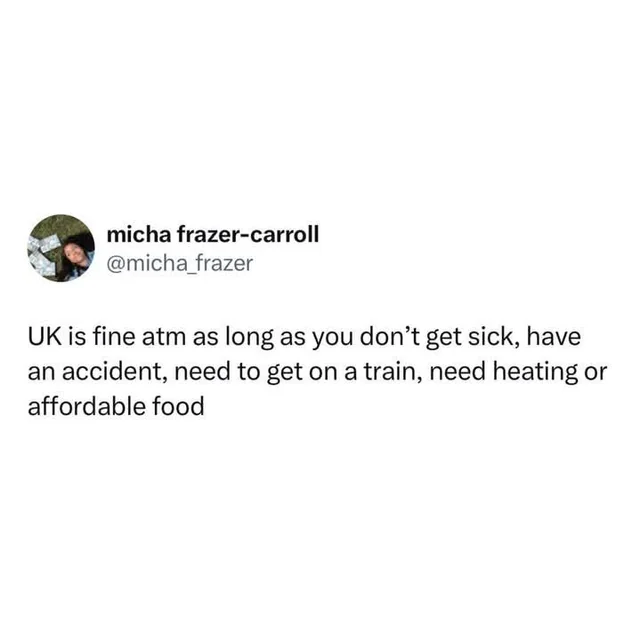 micha frazer-carroll
@micha_frazer
UK is fine atm as long as you don’t get sick, have
an accident, need to get on a train, need heating or
affordable food